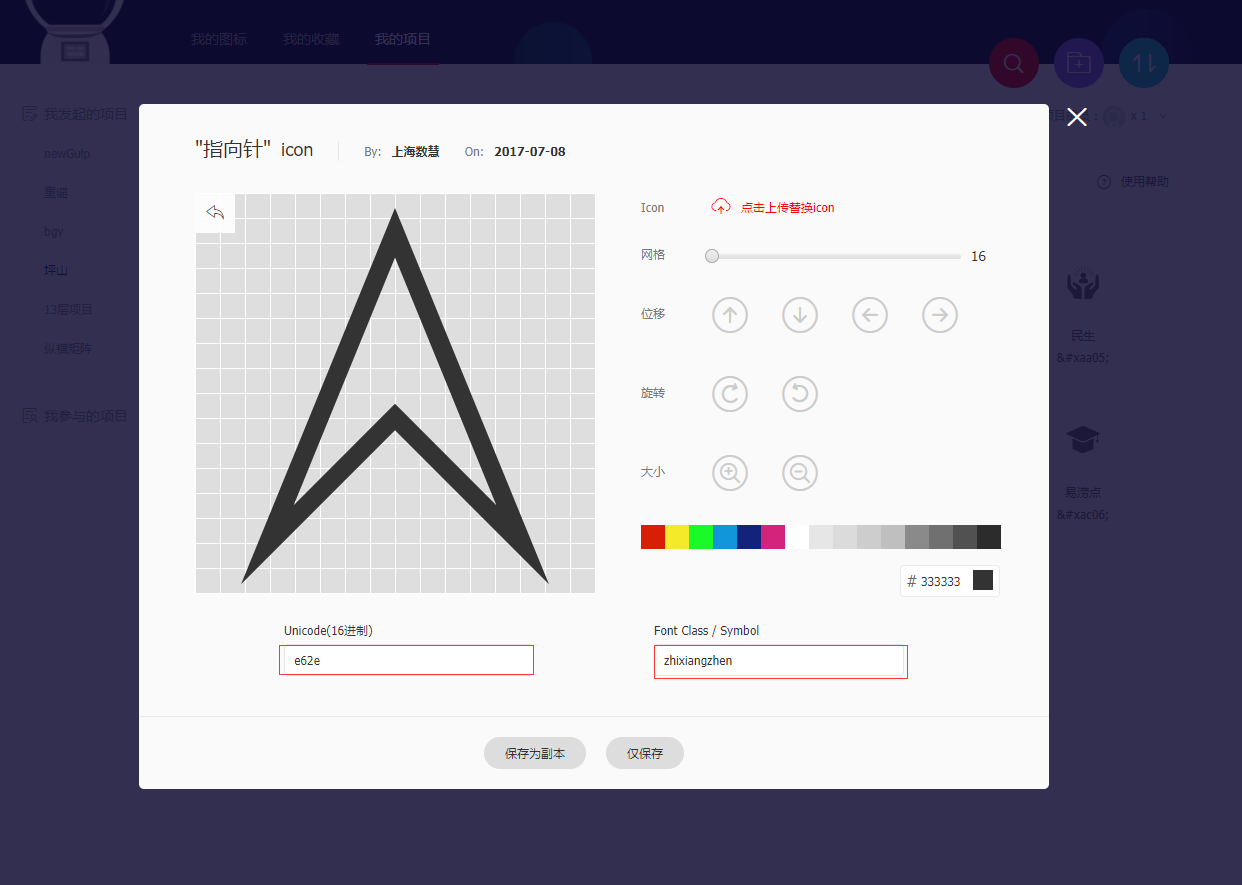 我的图标 我的收藏 我的项目
我发起的项目
newGulp
bgy
坪山
13层项目
纵横矩阵
我参与的项目
x 1
使用帮助
民生
&#xaa05;
易涝点
&#xac06;
"指向针" icon By: 上海数慧 On: 2017-07-08
Icon 点击上传替换icon
网格 16
位移
旋转
大小
# 333333
Unicode(16进制) Font Class / Symbol
e62e zhixiangzhen
保存为副本 仅保存